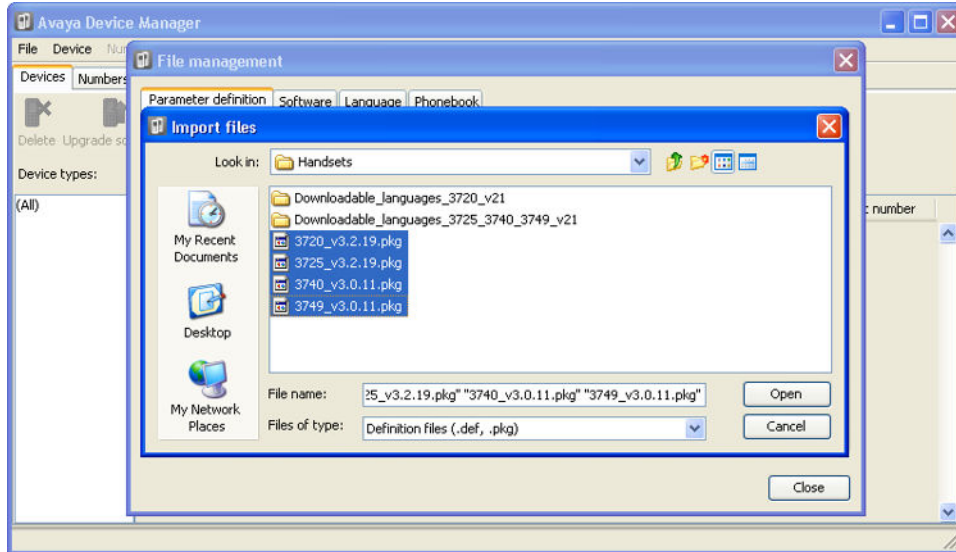 Avaya Device Manager
File Device Nu
File management
Devices Numbers
Parameter definition Software Language Phonebook
Import files
Delete Upgrade so
Look in: Handsets
Device types:
(All)
t number
Downloadable_languages_3720_v21
Downloadable_languages_3725_3740_3749_v21
3720_v3.2.19.pkg
3725_v3.2.19.pkg
3740_v3.0.11.pkg
3749_v3.0.11.pkg
My Recent
Documents
Desktop
My Network
Places
File name: 25_v3.2.19.pkg" "3740_v3.0.11.pkg" "3749_v3.0.11.pkg" Open
Files of type: Definition files (.def, .pkg) Cancel
Close